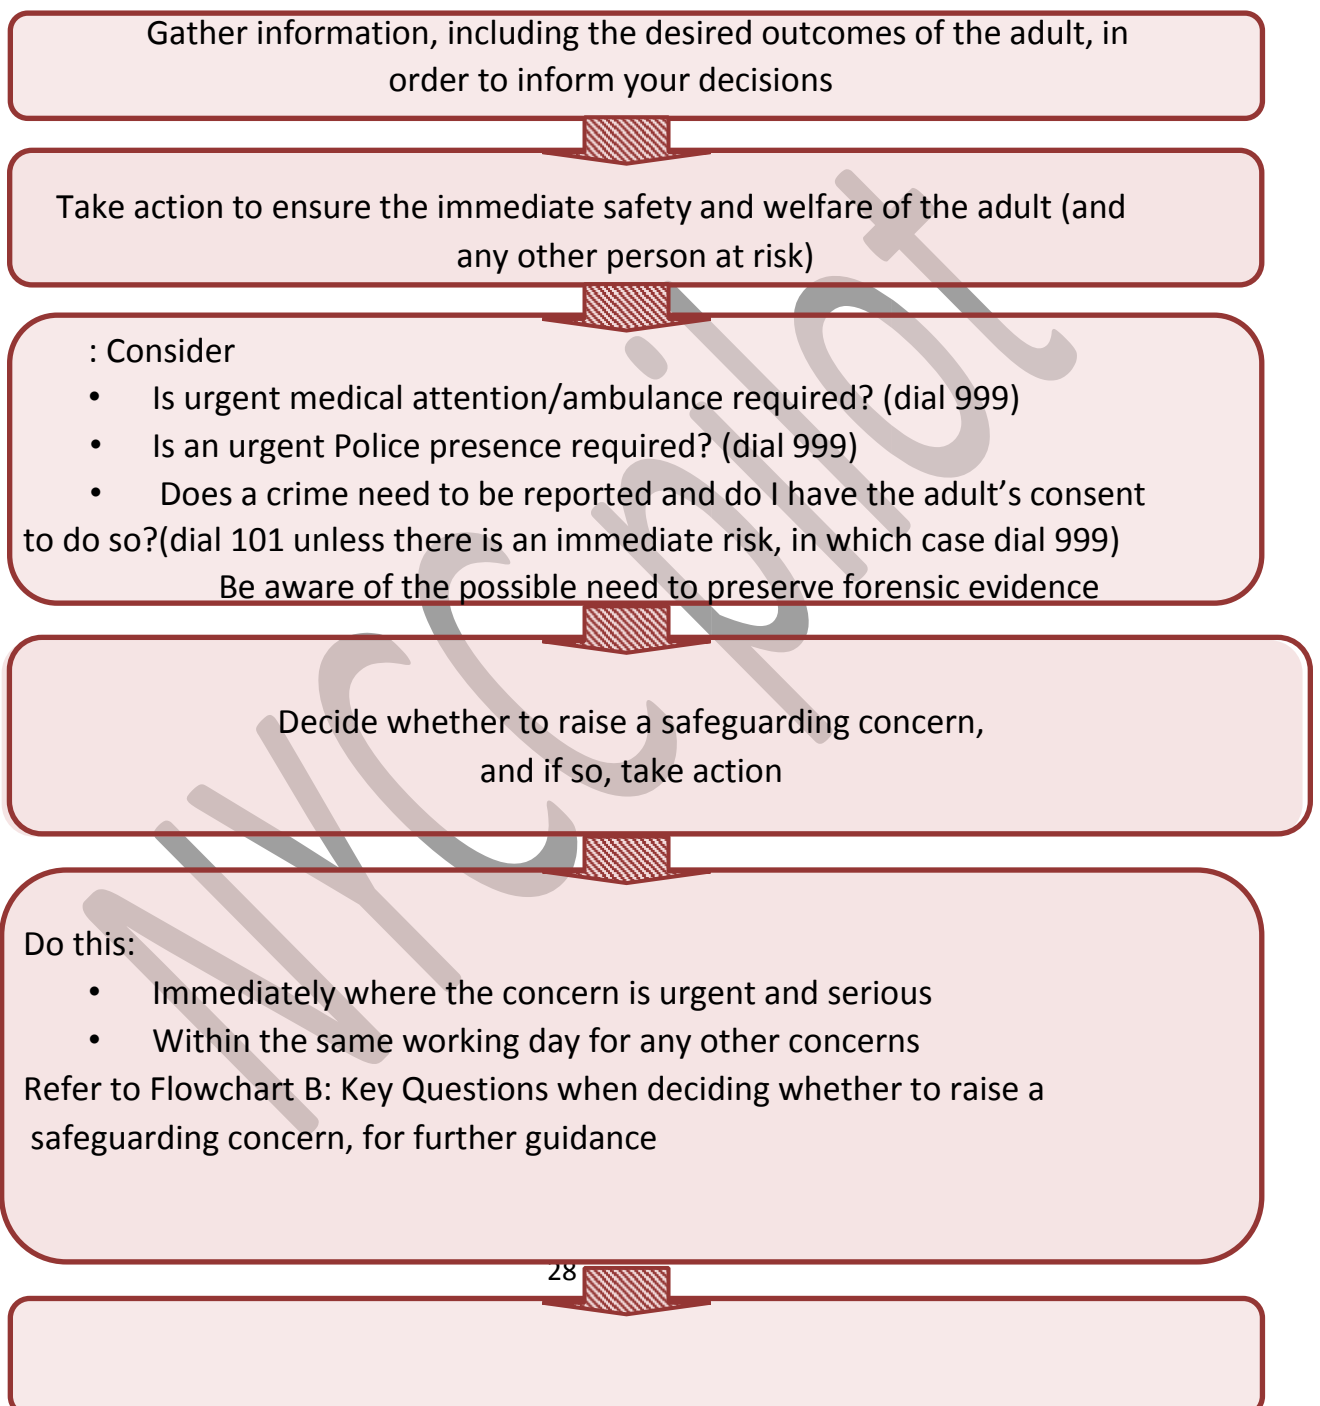 Gather information, including the desired outcomes of the adult, in
order to inform your decisions
Take action to ensure the immediate safety and welfare of the adult (and
any other person at risk)
: Consider
• Is urgent medical attention/ambulance required? (dial 999)
• Is an urgent Police presence required? (dial 999)
• Does a crime need to be reported and do I have the adult’s consent
to do so?(dial 101 unless there is an immediate risk, in which case dial 999)
Be aware of the possible need to preserve forensic evidence
Decide whether to raise a safeguarding concern,
and if so, take action
Do this:
• Immediately where the concern is urgent and serious
• Within the same working day for any other concerns
Refer to Flowchart B: Key Questions when deciding whether to raise a
safeguarding concern, for further guidance
28
NYCC pilot